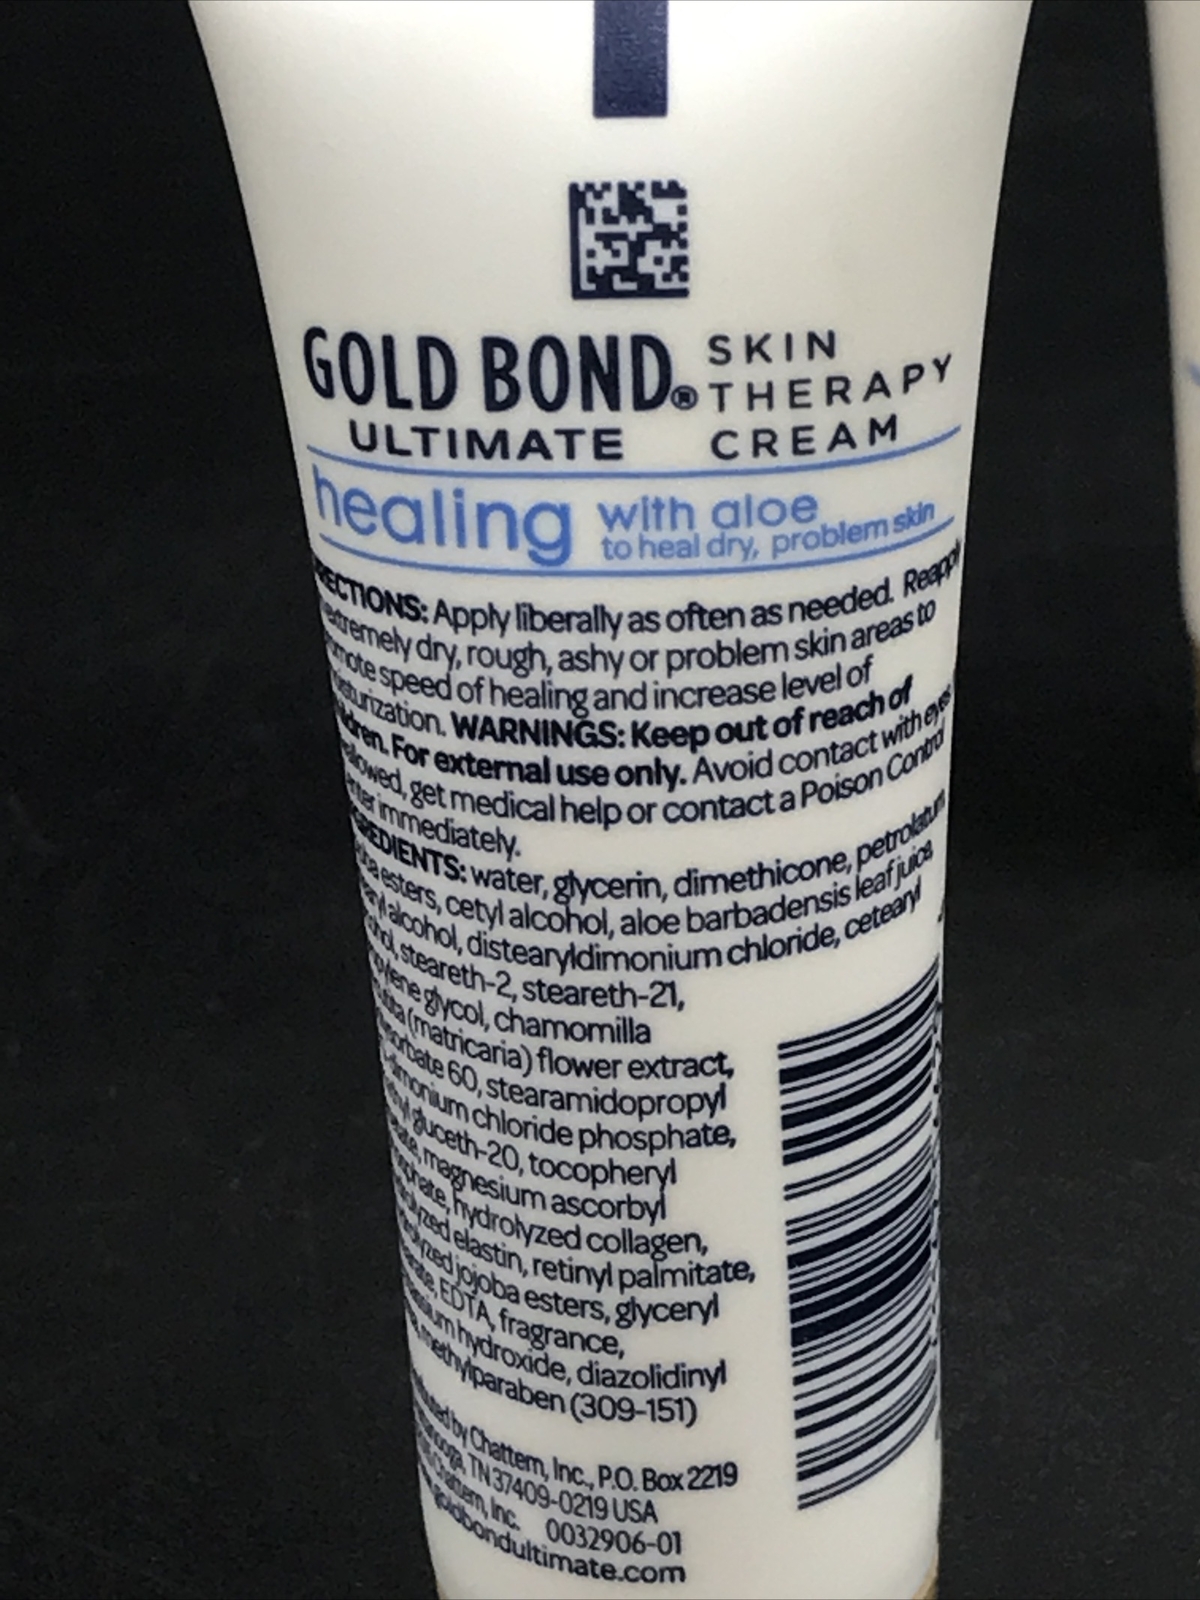 GOLD BOND® SKIN THERAPY CREAM
ULTIMATE
healing with aloe
to heal dry, problem skin
RECTIONS: Apply liberally as often as needed. Reapply
extremely dry, rough, ashy or problem skin areas to
omote speed of healing and increase level of
isturization. WARNINGS: Keep out of reach of
ildren. For external use only. Avoid contact with eyes
allowed, get medical help or contact a Poison Control
nter immediately.
GREDIENTS: water, glycerin, dimethicone, petrolatum
esters, cetyl alcohol, aloe barbadensis leaf juice,
alcohol, distearyldimonium chloride, cetearyl
steareth-2, steareth-21,
glycol, chamomilla
(matricaria) flower extract,
60, stearamidopropyl
chloride phosphate,
gluceth-20, tocopheryl
magnesium ascorbyl
hydrolyzed collagen,
elastin, retinyl palmitate,
jojoba esters, glyceryl
EDTA, fragrance,
hydroxide, diazolidinyl
methylparaben (309-151)
by Chattem, Inc., P.O. Box 2219
TN 37409-0219 USA
Chattem, Inc. 0032906-01
goldbondultimate.com